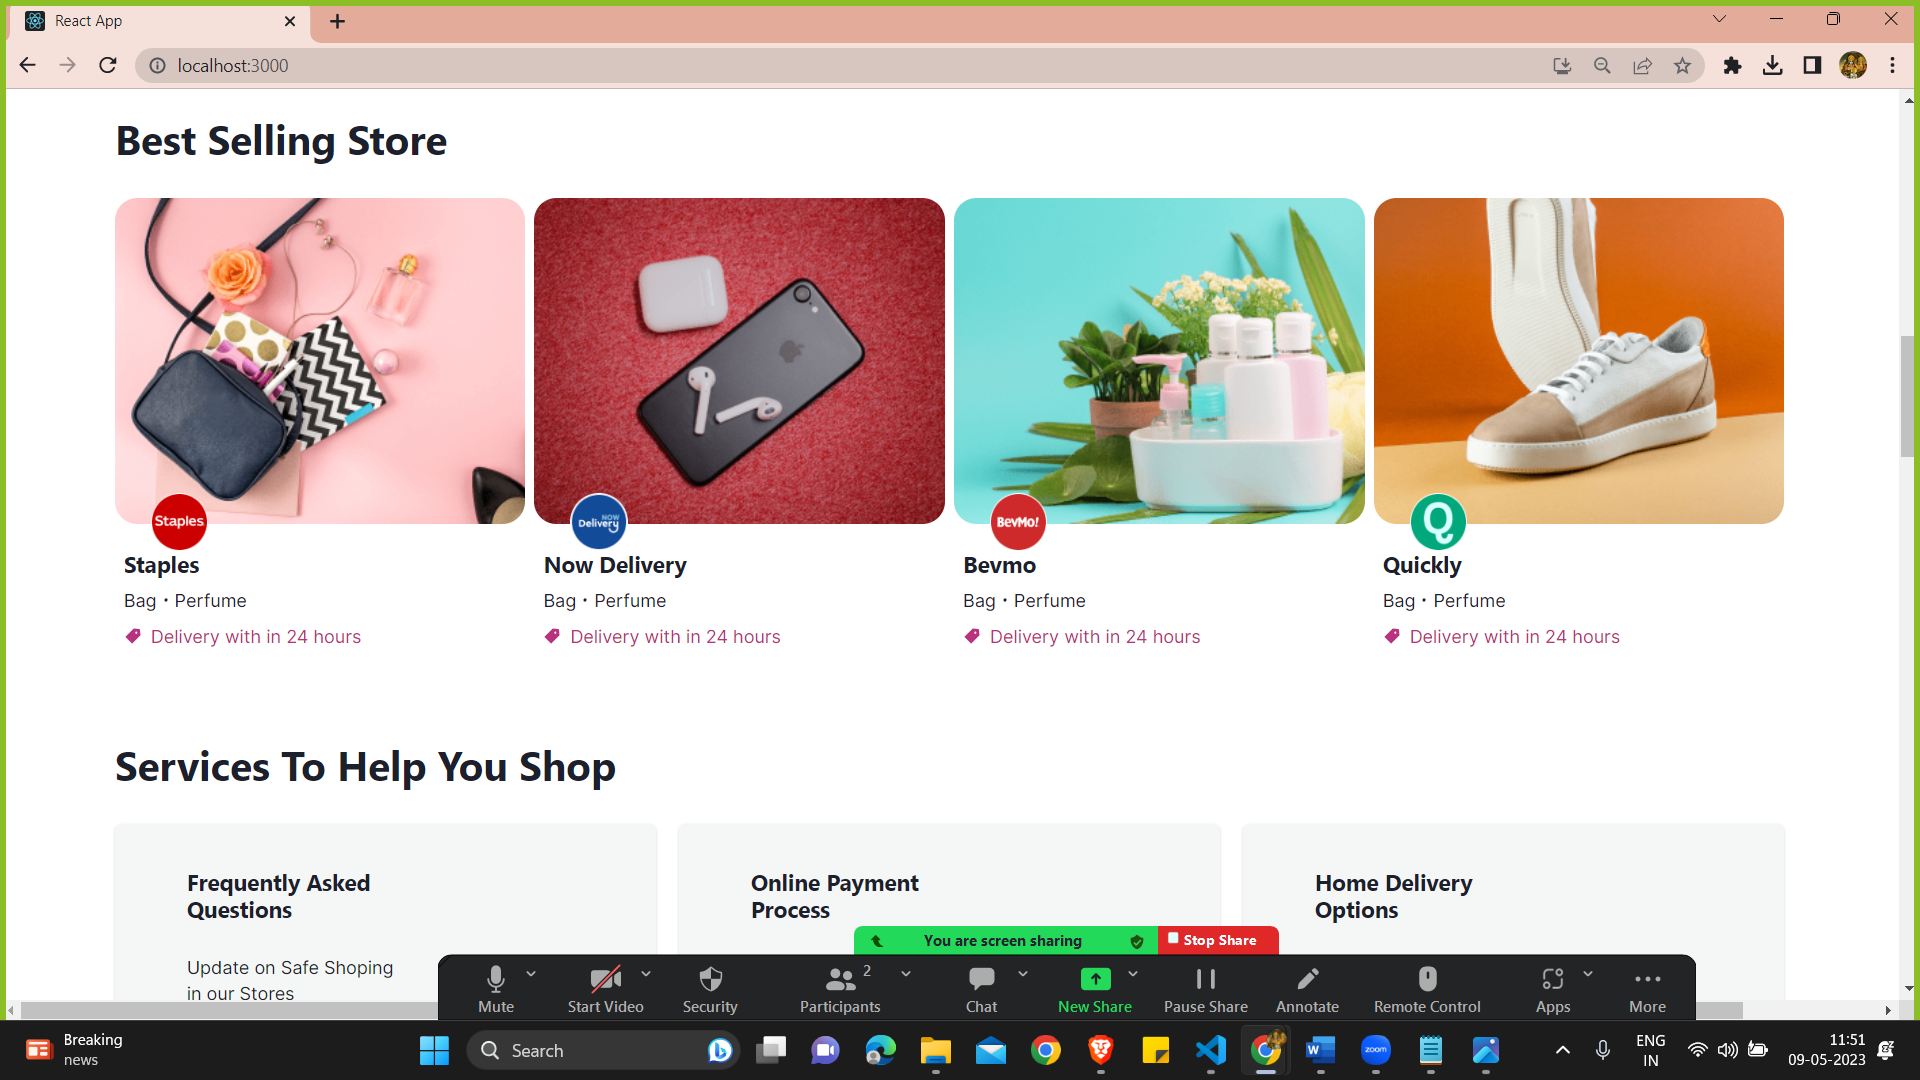 React App
localhost:3000
Best Selling Store
Staples
NOW
Delivery
BevMo!
Q
Staples
Now Delivery
Bevmo
Quickly
Bag • Perfume
Bag • Perfume
Bag • Perfume
Bag • Perfume
Delivery with in 24 hours
Delivery with in 24 hours
Delivery with in 24 hours
Delivery with in 24 hours
Services To Help You Shop
Frequently Asked
Questions
Update on Safe Shoping
in our Stores
Online Payment
Process
Home Delivery
Options
You are screen sharing
Stop Share
Mute
Start Video
Security
2
Participants
Chat
New Share
Pause Share
Annotate
Remote Control
Apps
More
Breaking
news
Search
zoom
ENG
IN
11:51
09-05-2023